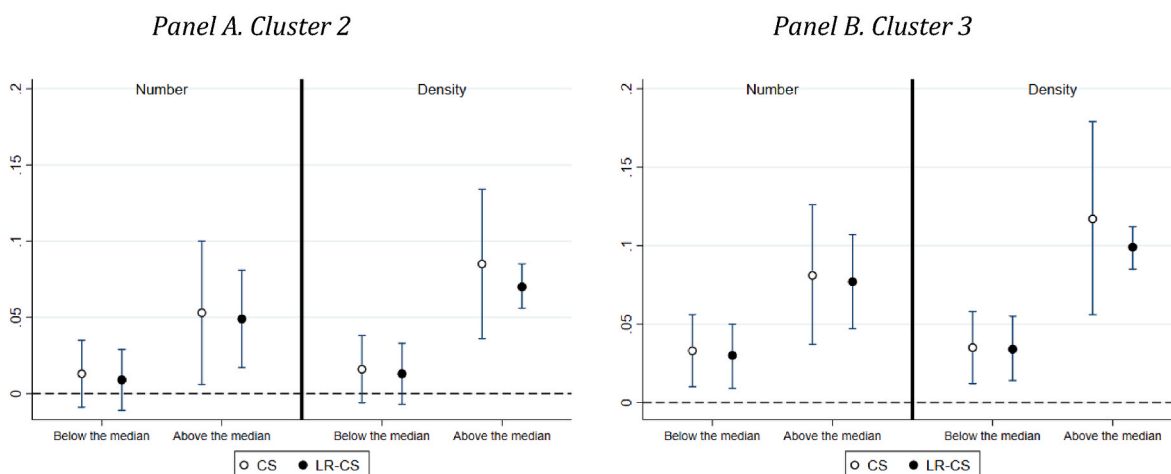 Panel A. Cluster 2
Number
Density
.2
.15
.1
.05
0
Below the median
Above the median
Below the median
Above the median
CS
LR-CS
Panel B. Cluster 3
Number
Density
.2
.15
.1
.05
0
Below the median
Above the median
Below the median
Above the median
CS
LR-CS